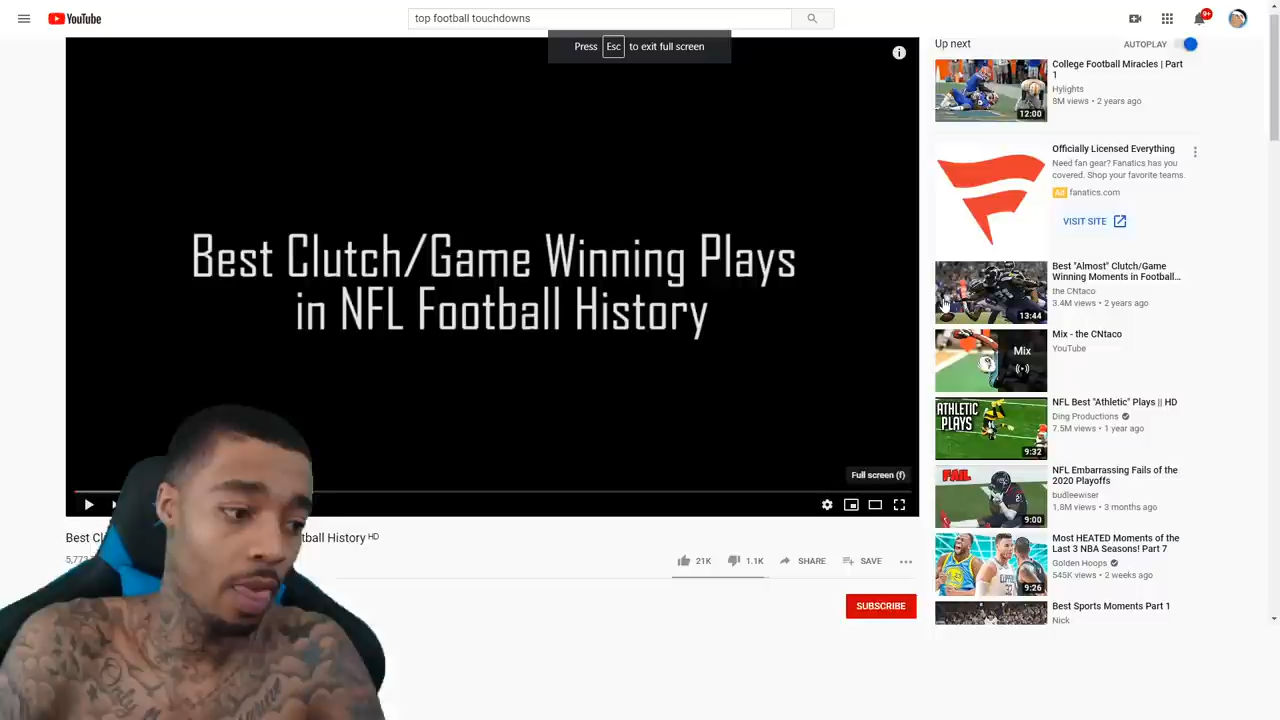 YouTube
top football touchdowns
9+
Press Esc to exit full screen
Up next
AUTOPLAY
Best Clutch/Game Winning Plays
in NFL Football History
Full screen (f)
Best Cl
tball History HD
5,773
21K
1.1K
SHARE
SAVE
SUBSCRIBE
12:00
College Football Miracles | Part
1
Hylights
8M views • 2 years ago
Officially Licensed Everything
Need fan gear? Fanatics has you
covered. Shop your favorite teams.
Ad fanatics.com
VISIT SITE
13:44
Best "Almost" Clutch/Game
Winning Moments in Football...
the CNtaco
3.4M views • 2 years ago
Mix
Mix - the CNtaco
YouTube
ATHLETIC
PLAYS
9:32
NFL Best "Athletic" Plays || HD
Ding Productions
7.5M views • 1 year ago
FAIL
9:00
NFL Embarrassing Fails of the
2020 Playoffs
budleewiser
1.8M views • 3 months ago
9:26
Most HEATED Moments of the
Last 3 NBA Seasons! Part 7
Golden Hoops
545K views • 2 weeks ago
Best Sports Moments Part 1
Nick